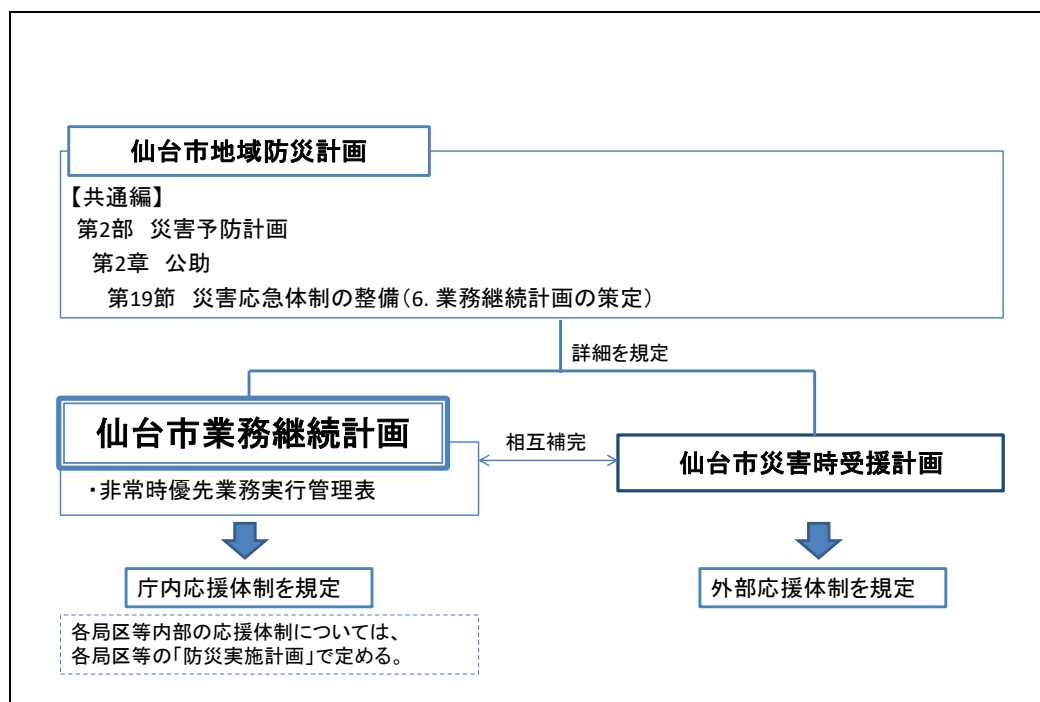 仙台市地域防災計画
【共通編】
第2部 災害予防計画
第2章 公助
第19節 災害応急体制の整備(6. 業務継続計画の策定)
詳細を規定
仙台市業務継続計画
相互補完
仙台市災害時受援計画
・非常時優先業務実行管理表
庁内応援体制を規定
外部応援体制を規定
各局区等内部の応援体制については、
各局区等の「防災実施計画」で定める。